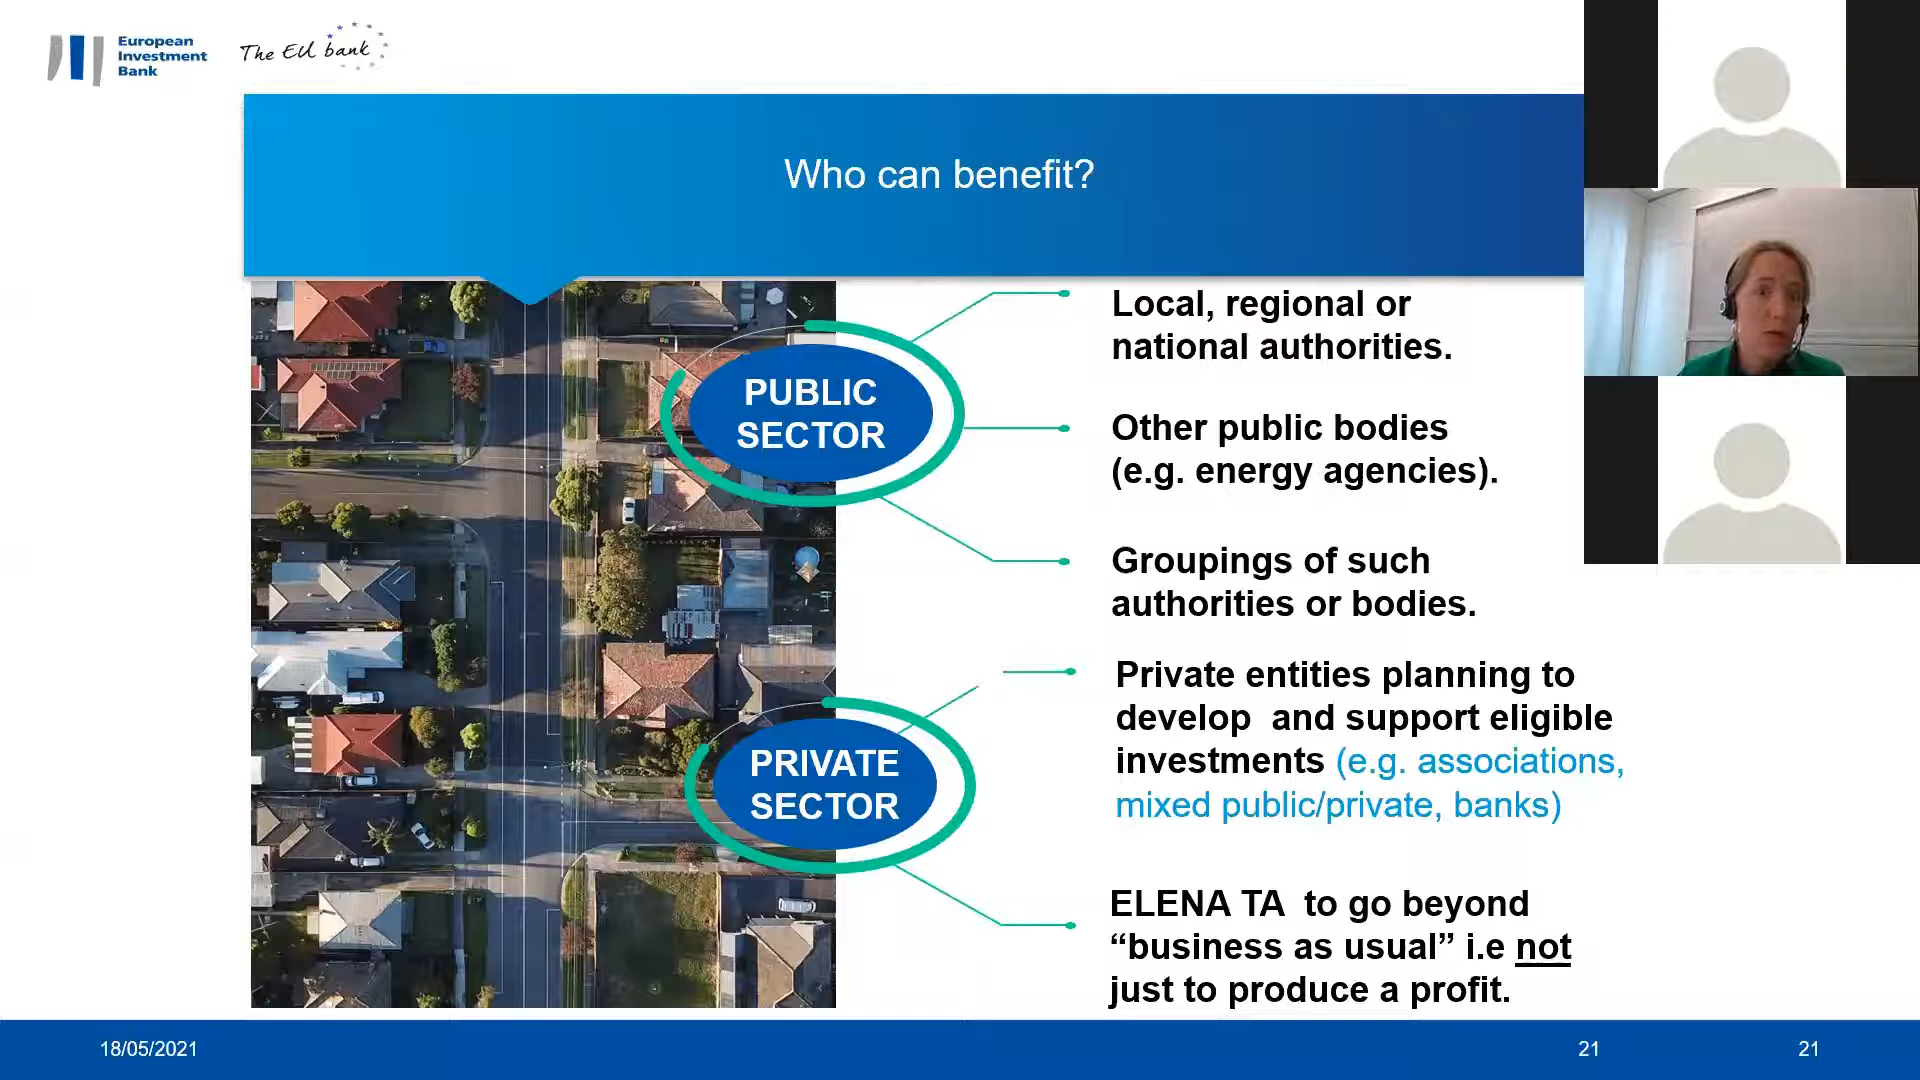 European
Investment
Bank
The EU bank
Who can benefit?
PUBLIC
SECTOR
Local, regional or
national authorities.
Other public bodies
(e.g. energy agencies).
Groupings of such
authorities or bodies.
PRIVATE
SECTOR
Private entities planning to
develop  and support eligible
investments (e.g. associations,
mixed public/private, banks)
ELENA TA  to go beyond
“business as usual” i.e not
just to produce a profit.
18/05/2021
21
21